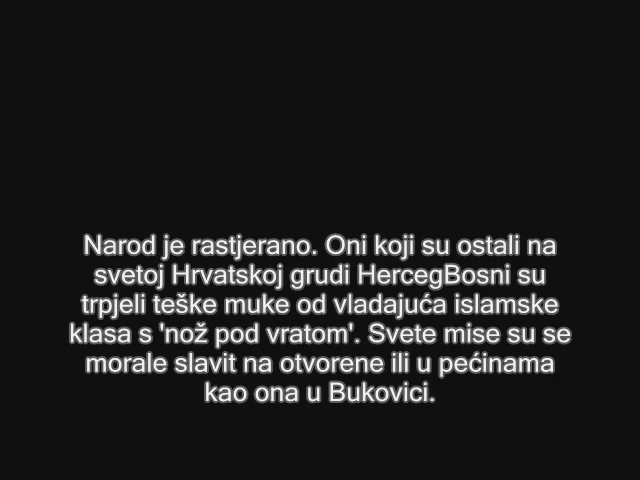 Narod je rastjerano. Oni koji su ostali na
svetoj Hrvatskoj grudi HercegBosni su
trpjeli teške muke od vladajuća islamske
klasa s 'nož pod vratom'. Svete mise su se
morale slavit na otvorene ili u pećinama
kao ona u Bukovici.